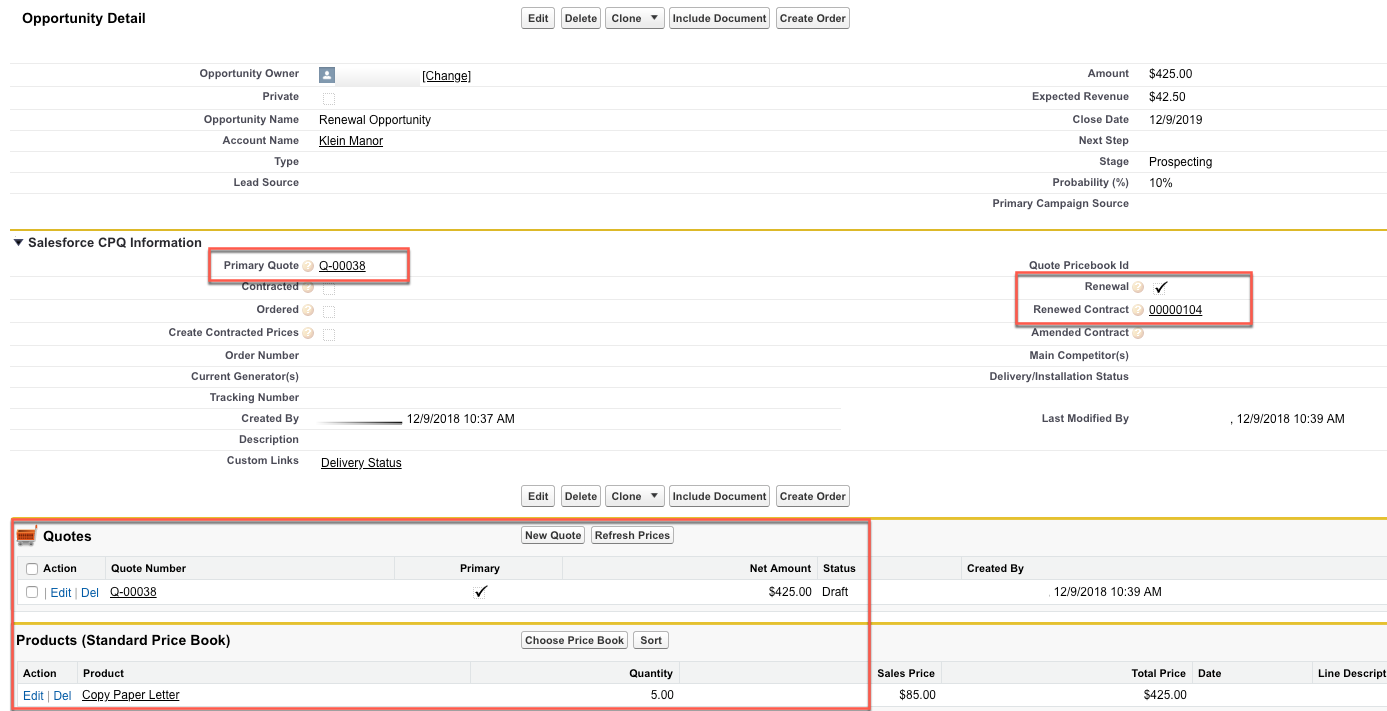 Opportunity Detail Edit Delete Clone Include Document Create Order
Opportunity Owner [Change] Amount $425.00
Private Expected Revenue $42.50
Opportunity Name Renewal Opportunity Close Date 12/9/2019
Account Name Klein Manor Next Step
Type Stage Prospecting
Lead Source Probability (%) 10%
Primary Campaign Source
Salesforce CPQ Information
Primary Quote ? Q-00038 Quote Pricebook Id
Contracted ? Renewal ?
Ordered ? Renewed Contract ? 00000104
Create Contracted Prices ? Amended Contract ?
Order Number Main Competitor(s)
Current Generator(s) Delivery/Installation Status
Tracking Number
Created By 12/9/2018 10:37 AM Last Modified By , 12/9/2018 10:39 AM
Description
Custom Links Delivery Status
Edit Delete Clone Include Document Create Order
Quotes New Quote Refresh Prices
Action Quote Number Primary Net Amount Status Created By
| Edit | Del Q-00038 $425.00 Draft 12/9/2018 10:39 AM
Products (Standard Price Book) Choose Price Book Sort
Action Product Quantity Sales Price Total Price Date Line Descript
Edit | Del Copy Paper Letter 5.00 $85.00 $425.00